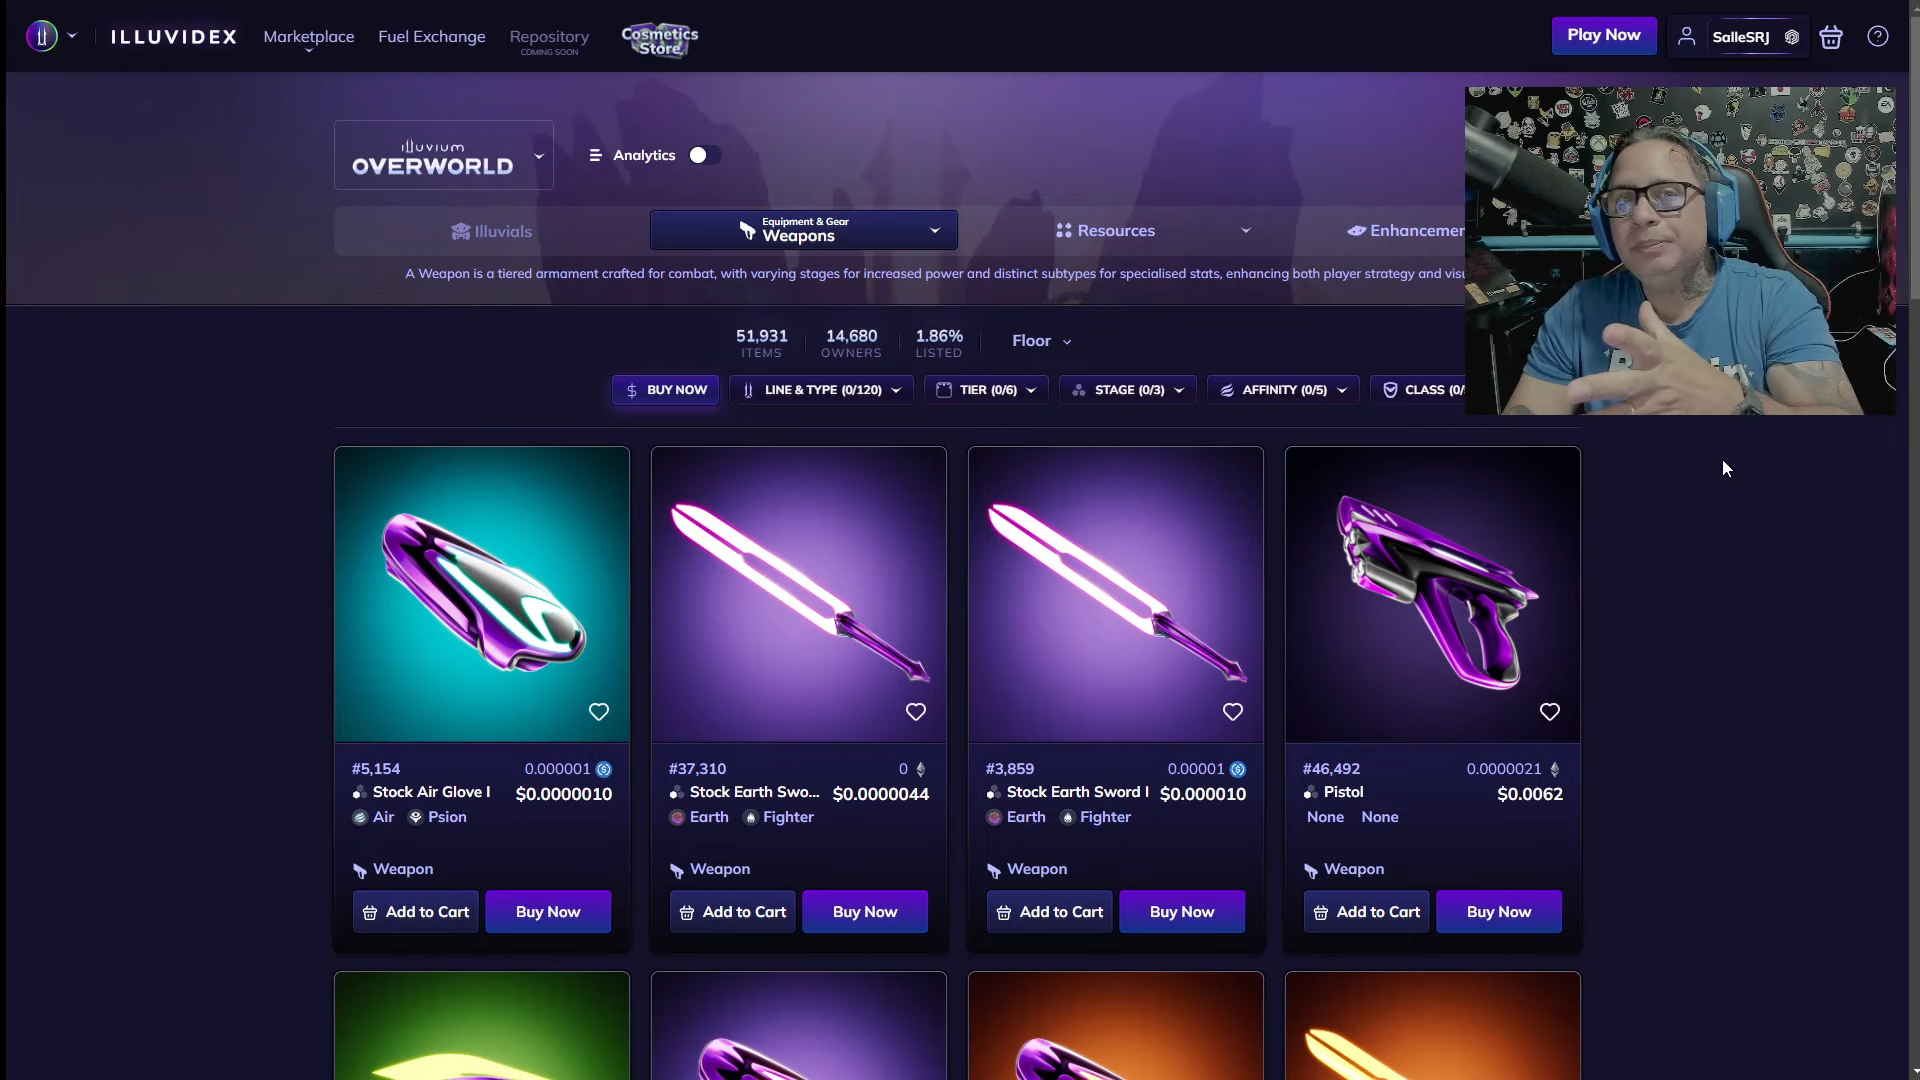 ILLUVIDEX
Marketplace
Fuel Exchange
Repository
COMING SOON
Cosmetics
Store
Play Now
SalleSRJ
illuvium
OVERWORLD
Analytics
Illuvials
Equipment & Gear
Weapons
Resources
Enhancemen
A Weapon is a tiered armament crafted for combat, with varying stages for increased power and distinct subtypes for specialised stats, enhancing both player strategy and visu
51,931
ITEMS
14,680
OWNERS
1.86%
LISTED
Floor
BUY NOW
LINE & TYPE (0/120)
TIER (0/6)
STAGE (0/3)
AFFINITY (0/5)
CLASS (0/
#5,154
0.000001
Stock Air Glove I
$0.0000010
Air
Psion
Weapon
Add to Cart
Buy Now
#37,310
0
Stock Earth Swo...
$0.0000044
Earth
Fighter
Weapon
Add to Cart
Buy Now
#3,859
0.00001
Stock Earth Sword I
$0.000010
Earth
Fighter
Weapon
Add to Cart
Buy Now
#46,492
0.0000021
Pistol
$0.0062
None
None
Weapon
Add to Cart
Buy Now